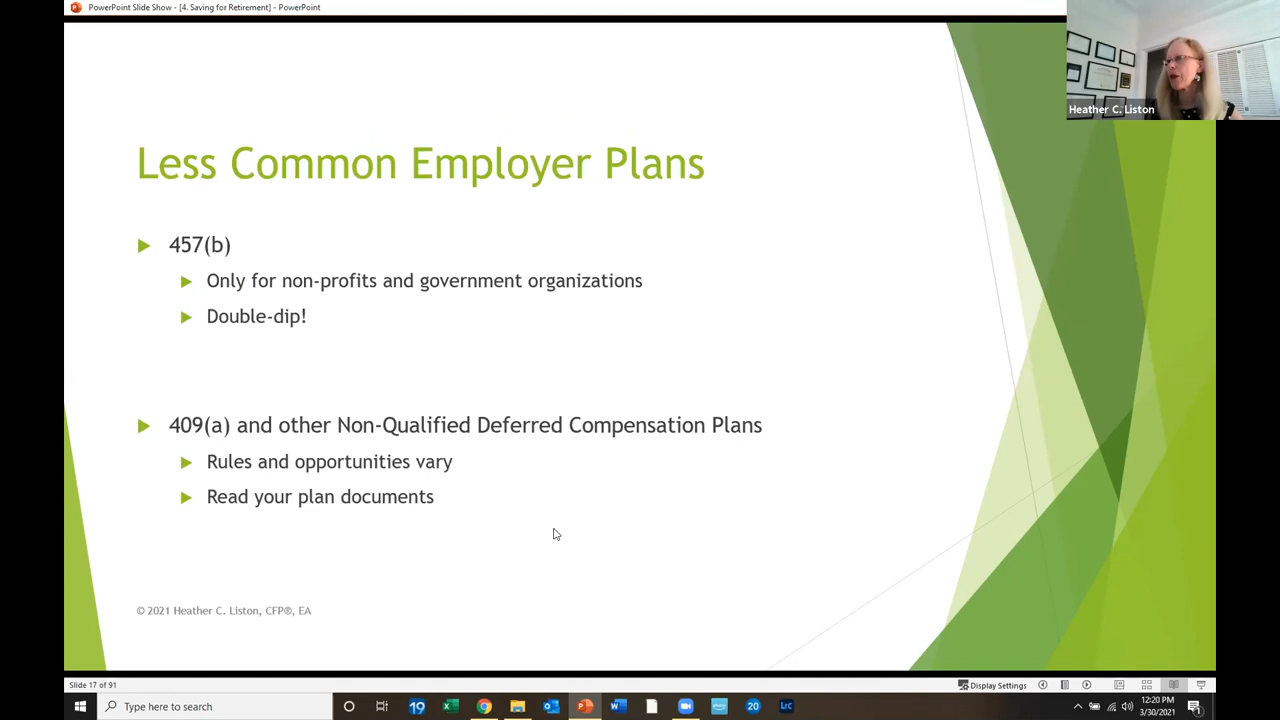 PowerPoint Slide Show - [4. Saving for Retirement] - PowerPoint
Heather C. Liston
Less Common Employer Plans
457(b)
Only for non-profits and government organizations
Double-dip!
409(a) and other Non-Qualified Deferred Compensation Plans
Rules and opportunities vary
Read your plan documents
© 2021 Heather C. Liston, CFP®, EA
Slide 17 of 91
Display Settings
Type here to search
19
20
LrC
12:20 PM
3/30/2021